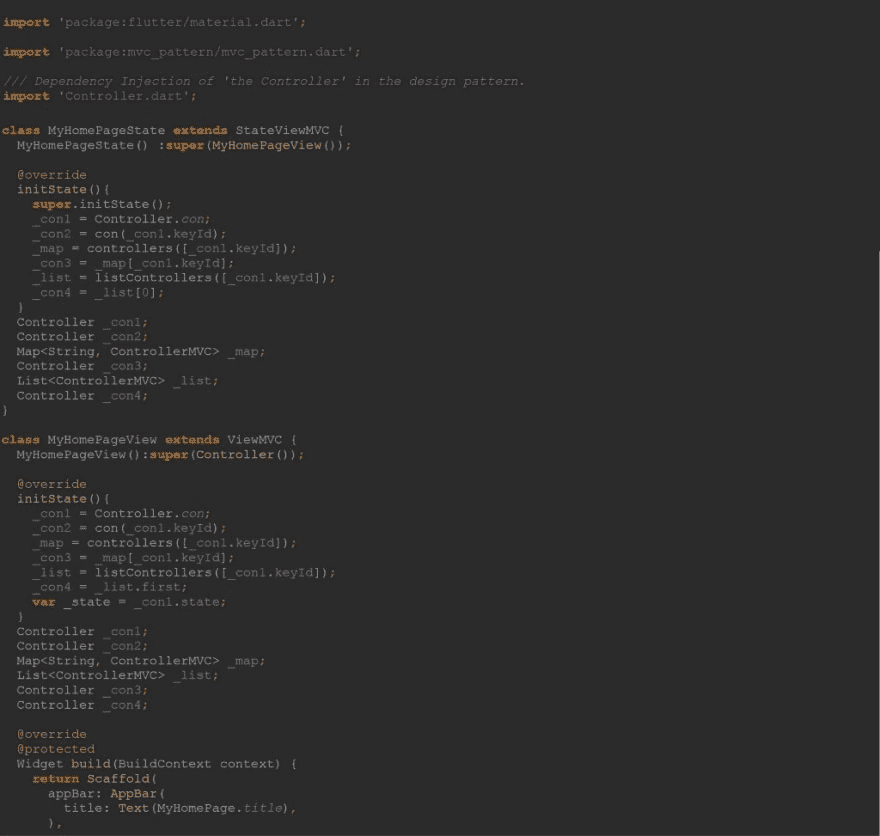 import 'package:flutter/material.dart';
import 'package:mvc_pattern/mvc_pattern.dart';
/// Dependency Injection of 'the Controller' in the design pattern.
import 'Controller.dart';
class MyHomePageState extends StateViewMVC {
MyHomePageState() :super(MyHomePageView());
@override
initState(){
super.initState();
_con1 = Controller.con;
_con2 = con(_con1.keyId);
_map = controllers([_con1.keyId]);
_con3 = _map[_con1.keyId];
_list = listControllers([_con1.keyId]);
_con4 = _list[0];
}
Controller _con1;
Controller _con2;
Map<String, ControllerMVC> _map;
Controller _con3;
List<ControllerMVC> _list;
Controller _con4;
}
class MyHomePageView extends ViewMVC {
MyHomePageView():super(Controller());
@override
initState(){
_con1 = Controller.con;
_con2 = con(_con1.keyId);
_map = controllers([_con1.keyId]);
_con3 = _map[_con1.keyId];
_list = listControllers([_con1.keyId]);
_con4 = _list.first;
var _state = _con1.state;
}
Controller _con1;
Controller _con2;
Map<String, ControllerMVC> _map;
List<ControllerMVC> _list;
Controller _con3;
Controller _con4;
@override
@protected
Widget build(BuildContext context) {
return Scaffold(
appBar: AppBar(
title: Text(MyHomePage.title),
),